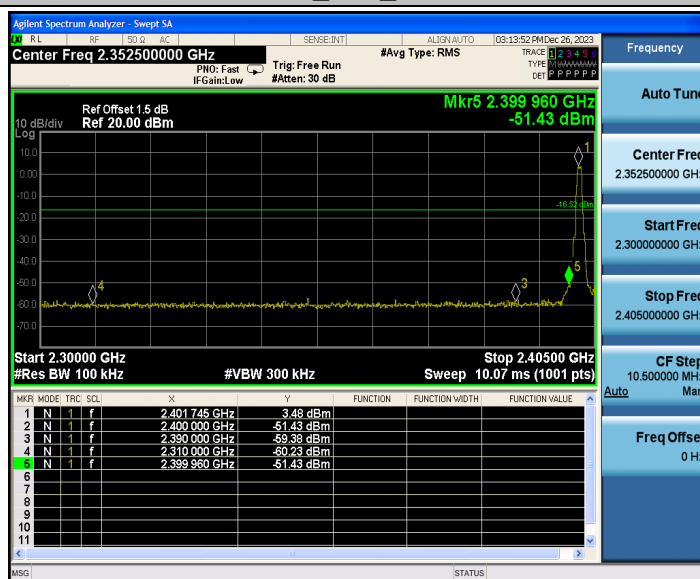 Agilent Spectrum Analyzer - Swept SA
LXI RL RF 50 Ω AC SENSE:INT ALIGN AUTO 03:13:52 PM Dec 26, 2023
Center Freq 2.352500000 GHz
#Avg Type: RMS
TRACE 1 2 3 4 5 6
PNO: Fast
Trig: Free Run
TYPE M
IFGain:Low
#Atten: 30 dB
DET P P P P P P
Mkr5 2.399 960 GHz
-51.43 dBm
Ref Offset 1.5 dB
10 dB/div Ref 20.00 dBm
Log
10.0
0.00
-10.0
-20.0
-30.0
-40.0
-50.0
-60.0
-70.0
1
-16.52 dBm
5
4
3
Start 2.30000 GHz Stop 2.40500 GHz
#Res BW 100 kHz #VBW 300 kHz Sweep 10.07 ms (1001 pts)
MKR MODE TRC SCL X Y FUNCTION FUNCTION WIDTH FUNCTION VALUE
1 N 1 f 2.401 745 GHz 3.48 dBm
2 N 1 f 2.400 000 GHz -51.43 dBm
3 N 1 f 2.390 000 GHz -59.38 dBm
4 N 1 f 2.310 000 GHz -60.23 dBm
5 N 1 f 2.399 960 GHz -51.43 dBm
6
7
8
9
10
11
MSG STATUS
Frequency
Auto Tune
Center Freq
2.352500000 GHz
Start Freq
2.300000000 GHz
Stop Freq
2.405000000 GHz
CF Step
10.500000 MHz
Auto Man
Freq Offset
0 Hz